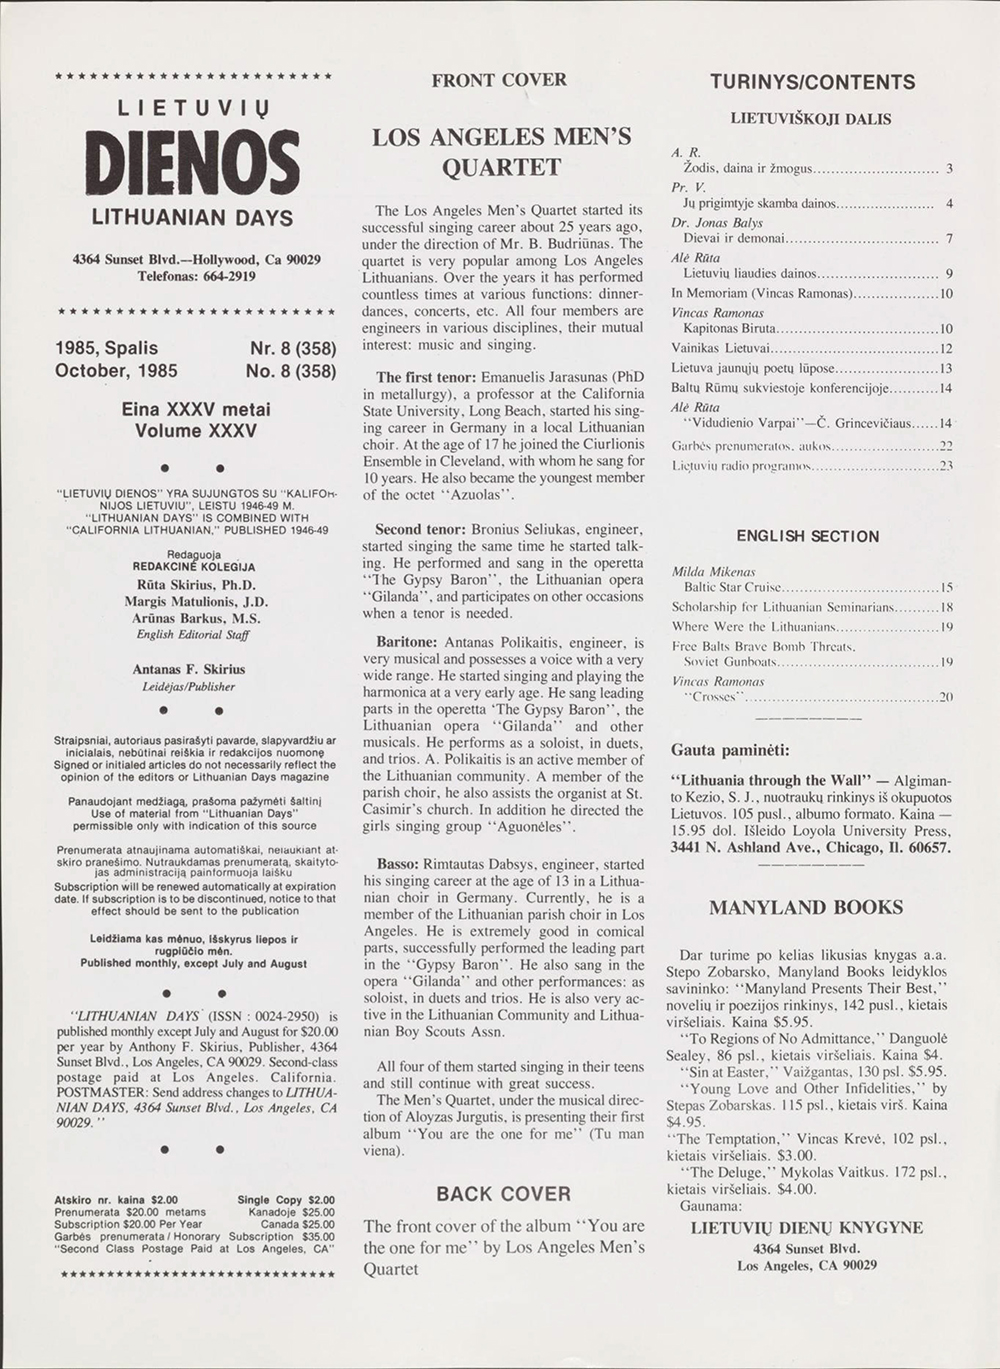 LIETUVIŲ
DIENOS
LITHUANIAN DAYS
4364 Sunset Blvd.—Hollywood, Ca 90029
Telefonas: 664-2919
1985, Spalis Nr. 8 (358)
October, 1985 No. 8 (358)
Eina XXXV metai
Volume XXXV
"LIETUVIŲ DIENOS" YRA SUJUNGTOS SU "KALIFOR-
NIJOS LIETUVIU", LEISTU 1946-49 M.
"LITHUANIAN DAYS" IS COMBINED WITH
"CALIFORNIA LITHUANIAN," PUBLISHED 1946-49
Redaguoja
REDAKCINĖ KOLEGIJA
Rūta Skirius, Ph.D.
Margis Matulionis, J.D.
Arūnas Barkus, M.S.
English Editorial Staff
Antanas F. Skirius
Leidėjas/Publisher
Straipsniai, autoriaus pasirašyti pavarde, slapyvardžiu ar
inicialais, nebūtinai reiškia ir redakcijos nuomonę
Signed or initialed articles do not necessarily reflect the
opinion of the editors or Lithuanian Days magazine
Panaudojant medžiagą, prašoma pažymėti šaltinį
Use of material from "Lithuanian Days"
permissible only with indication of this source
Prenumerata atnaujinama automatiškai, nelaukiant at-
skiro pranešimo. Nutraukdamas prenumeratą, skaityto-
jas administraciją painformuoja laišku
Subscription will be renewed automatically at expiration
date. If subscription is to be discontinued, notice to that
effect should be sent to the publication
Leidžiama kas mėnuo, išskyrus liepos ir
rugpiūčio mėn.
Published monthly, except July and August
"LITHUANIAN DAYS" (ISSN : 0024-2950) is
published monthly except July and August for $20.00
per year by Anthony F. Skirius, Publisher, 4364
Sunset Blvd., Los Angeles, CA 90029. Second-class
postage paid at Los Angeles. California.
POSTMASTER: Send address changes to LITHUA-
NIAN DAYS, 4364 Sunset Blvd., Los Angeles, CA
90029."
Atskiro nr. kaina $2.00 Single Copy $2.00
Prenumerata $20.00 metams Kanadoje $25.00
Subscription $20.00 Per Year Canada $25.00
Garbės prenumerata / Honorary Subscription $35.00
"Second Class Postage Paid at Los Angeles, CA"
FRONT COVER
LOS ANGELES MEN'S
QUARTET
The Los Angeles Men's Quartet started its
successful singing career about 25 years ago,
under the direction of Mr. B. Budriūnas. The
quartet is very popular among Los Angeles
Lithuanians. Over the years it has performed
countless times at various functions: dinner-
dances, concerts, etc. All four members are
engineers in various disciplines, their mutual
interest: music and singing.
The first tenor: Emanuelis Jarasunas (PhD
in metallurgy), a professor at the California
State University, Long Beach, started his sing-
ing career in Germany in a local Lithuanian
choir. At the age of 17 he joined the Ciurlionis
Ensemble in Cleveland, with whom he sang for
10 years. He also became the youngest member
of the octet "Azuolas".
Second tenor: Bronius Seliukas, engineer,
started singing the same time he started talk-
ing. He performed and sang in the operetta
"The Gypsy Baron", the Lithuanian opera
"Gilanda", and participates on other occasions
when a tenor is needed.
Baritone: Antanas Polikaitis, engineer, is
very musical and possesses a voice with a very
wide range. He started singing and playing the
harmonica at a very early age. He sang leading
parts in the operetta 'The Gypsy Baron", the
Lithuanian opera "Gilanda" and other
musicals. He performs as a soloist, in duets,
and trios. A. Polikaitis is an active member of
the Lithuanian community. A member of the
parish choir, he also assists the organist at St.
Casimir's church. In addition he directed the
girls singing group "Aguonėles".
Basso: Rimtautas Dabsys, engineer, started
his singing career at the age of 13 in a Lithua-
nian choir in Germany. Currently, he is a
member of the Lithuanian parish choir in Los
Angeles. He is extremely good in comical
parts, successfully performed the leading part
in the "Gypsy Baron". He also sang in the
opera "Gilanda" and other performances: as
soloist, in duets and trios. He is also very ac-
tive in the Lithuanian Community and Lithua-
nian Boy Scouts Assn.
All four of them started singing in their teens
and still continue with great success.
The Men's Quartet, under the musical direc-
tion of Aloyzas Jurgutis, is presenting their first
album "You are the one for me" (Tu man
viena).
BACK COVER
The front cover of the album "You are
the one for me" by Los Angeles Men's
Quartet
TURINYS/CONTENTS
LIETUVIŠKOJI DALIS
A. R.
Žodis, daina ir žmogus............................ 3
Pr. V.
Jų prigimtyje skamba dainos...................... 4
Dr. Jonas Balys
Dievai ir demonai.................................. 7
Alė Rūta
Lietuvių liaudies dainos........................... 9
In Memoriam (Vincas Ramonas)...................10
Vincas Ramonas
Kapitonas Biruta....................................10
Vainikas Lietuvai.....................................12
Lietuva jaunųjų poetų lūpose.......................13
Baltų Rūmų sukviestoje konferencijoje...........14
Alė Rūta
"Vidudienio Varpai"—Č. Grincevičiaus......14
Garbės prenumeratos, aukos........................22
Lietuvių radio programos............................23
ENGLISH SECTION
Milda Mikenas
Baltic Star Cruise...................................15
Scholarship for Lithuanian Seminarians..........18
Where Were the Lithuanians.......................19
Free Balts Brave Bomb Threats,
Soviet Gunboats....................................19
Vincas Ramonas
"Crosses"...........................................20
Gauta paminėti:
"Lithuania through the Wall" — Algiman-
to Kezio, S. J., nuotraukų rinkinys iš okupuotos
Lietuvos. 105 pusl., albumo formato. Kaina —
15.95 dol. Išleido Loyola University Press,
3441 N. Ashland Ave., Chicago, Il. 60657.
MANYLAND BOOKS
Dar turime po kelias likusias knygas a.a.
Stepo Zobarsko, Manyland Books leidyklos
savininko: "Manyland Presents Their Best,"
novelių ir poezijos rinkinys, 142 pusl., kietais
viršeliais. Kaina $5.95.
"To Regions of No Admittance," Danguolė
Sealey, 86 psl., kietais viršeliais. Kaina $4.
"Sin at Easter," Vaižgantas, 130 psl. $5.95.
"Young Love and Other Infidelities," by
Stepas Zobarskas. 115 psl., kietais virš. Kaina
$4.95.
"The Temptation," Vincas Krevė, 102 psl.,
kietais viršeliais. $3.00.
"The Deluge," Mykolas Vaitkus. 172 psl.,
kietais viršeliais. $4.00.
Gaunama:
LIETUVIŲ DIENŲ KNYGYNE
4364 Sunset Blvd.
Los Angeles, CA 90029